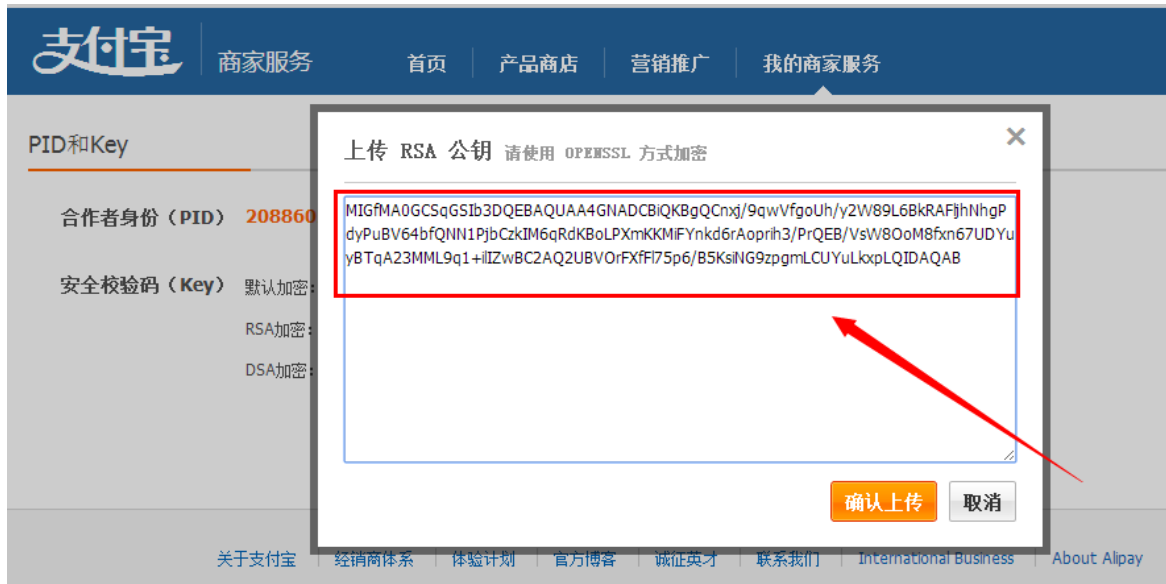 支付宝 商家服务 首页 产品商店 营销推广 我的商家服务
PID和Key
上传 RSA 公钥 请使用 OPENSSL 方式加密
合作者身份（PID） 208860
MIGfMA0GCSqGSIb3DQEBAQUAA4GNADCBiQKBgQCnxj/9qwVfgoUh/y2W89L6BkRAFljhNhgP
dyPuBV64bfQNN1PjbCzkIM6qRdKBoLPXmKKMiFYnkd6rAoprih3/PrQEB/VsW8OoM8fxn67UDYu
yBTqA23MML9q1+ilIZwBC2AQ2UBVOrFXfFl75p6/B5KsiNG9zpgmLCUYuLkxpLQIDAQAB
安全校验码（Key） 默认加密：
RSA加密：
DSA加密：
确认上传 取消
关于支付宝 经销商体系 体验计划 官方博客 诚征英才 联系我们 International Business About Alipay